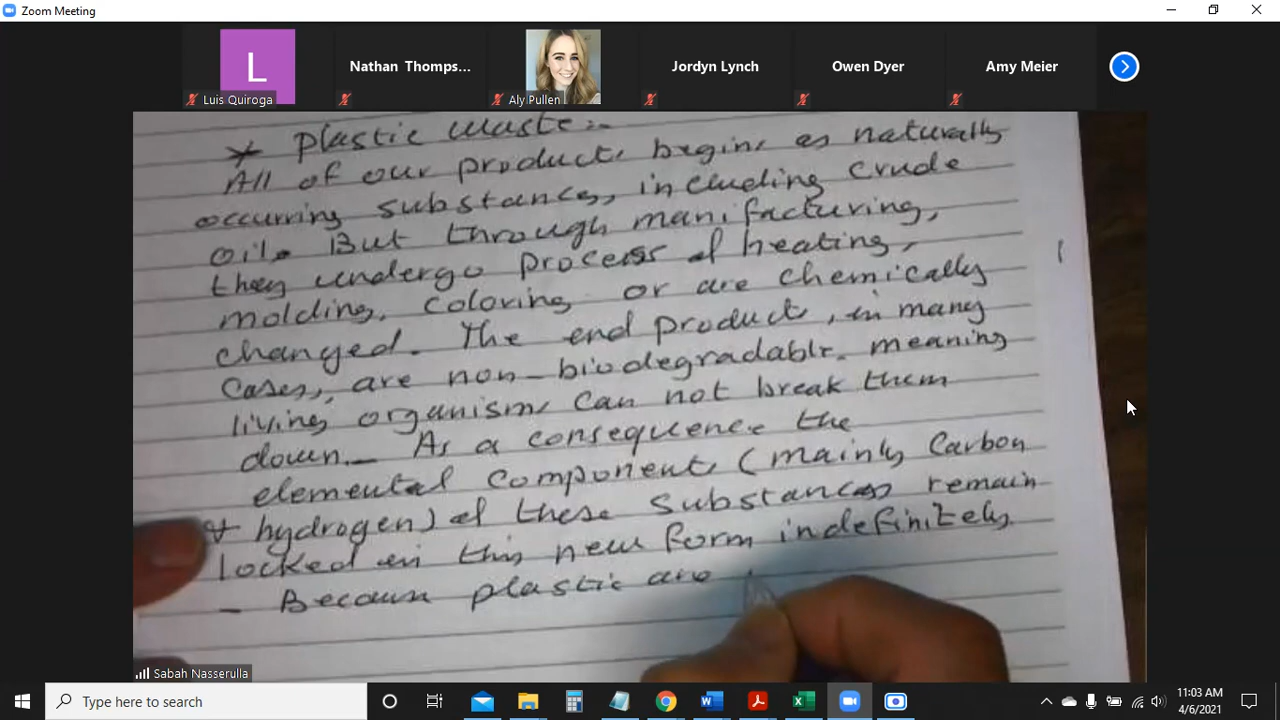 Zoom Meeting
L
Nathan Thomps...
Jordyn Lynch
Owen Dyer
Amy Meier
Luis Quiroga
Aly Pullen
* Plastic waste:-
All of our products begins as naturally
occurring substances, including crude
oil. But through manifacturing,
they undergo process of heating,
molding, coloring or are chemically
changed. The end products, in many
cases, are non-biodegradable. meaning
living organisms can not break them
down._ As a consequence the
elemental components (mainly Carbon
& hydrogen) of these substances remain
locked in this new form indefinitely
- Because plastic are
Sabah Nasserulla
Type here to search
11:03 AM
4/6/2021